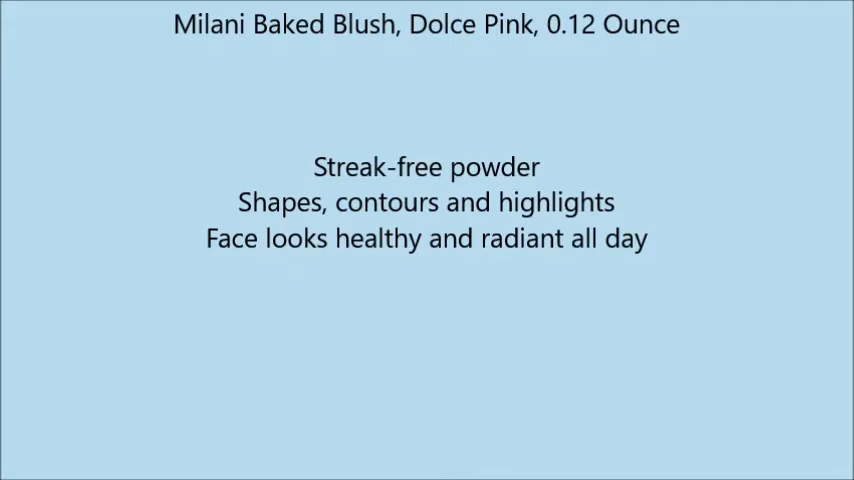 Milani Baked Blush, Dolce Pink, 0.12 Ounce
Streak-free powder
Shapes, contours and highlights
Face looks healthy and radiant all day